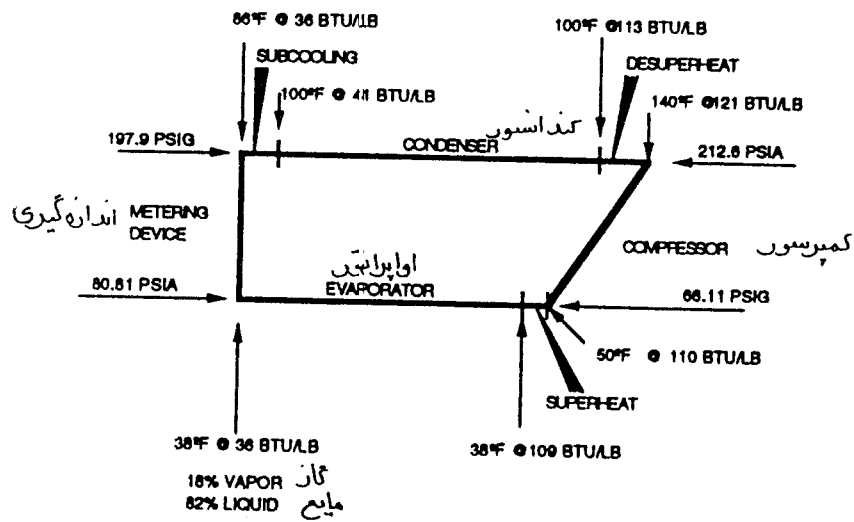 86°F @ 36 BTU/LB
100°F @113 BTU/LB
SUBCOOLING
DESUPERHEAT
100°F @ 41 BTU/LB
140°F @121 BTU/LB
197.9 PSIG
کندانسور
CONDENSER
212.6 PSIA
اندازه گیری
METERING
DEVICE
COMPRESSOR کمپرسور
اواپراتور
EVAPORATOR
80.81 PSIA
66.11 PSIG
50°F @ 110 BTU/LB
SUPERHEAT
38°F @ 36 BTU/LB
38°F @109 BTU/LB
18% VAPOR گاز
82% LIQUID مایع